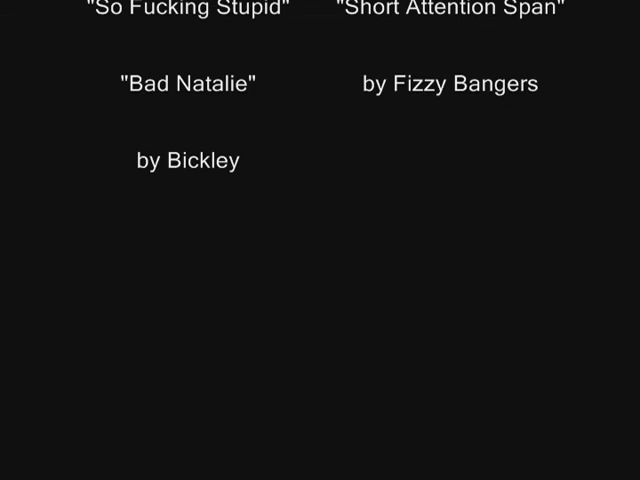 "So Fucking Stupid"
"Bad Natalie"
by Bickley
"Short Attention Span"
by Fizzy Bangers